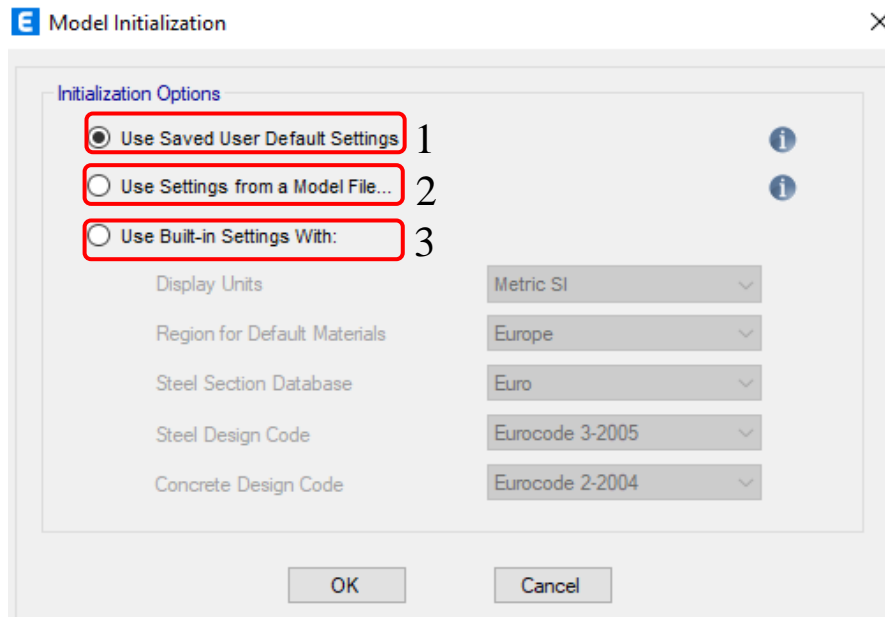 E Model Initialization
Initialization Options
Use Saved User Default Settings 1
Use Settings from a Model File... 2
Use Built-in Settings With: 3
Display Units Metric SI
Region for Default Materials Europe
Steel Section Database Euro
Steel Design Code Eurocode 3-2005
Concrete Design Code Eurocode 2-2004
OK Cancel